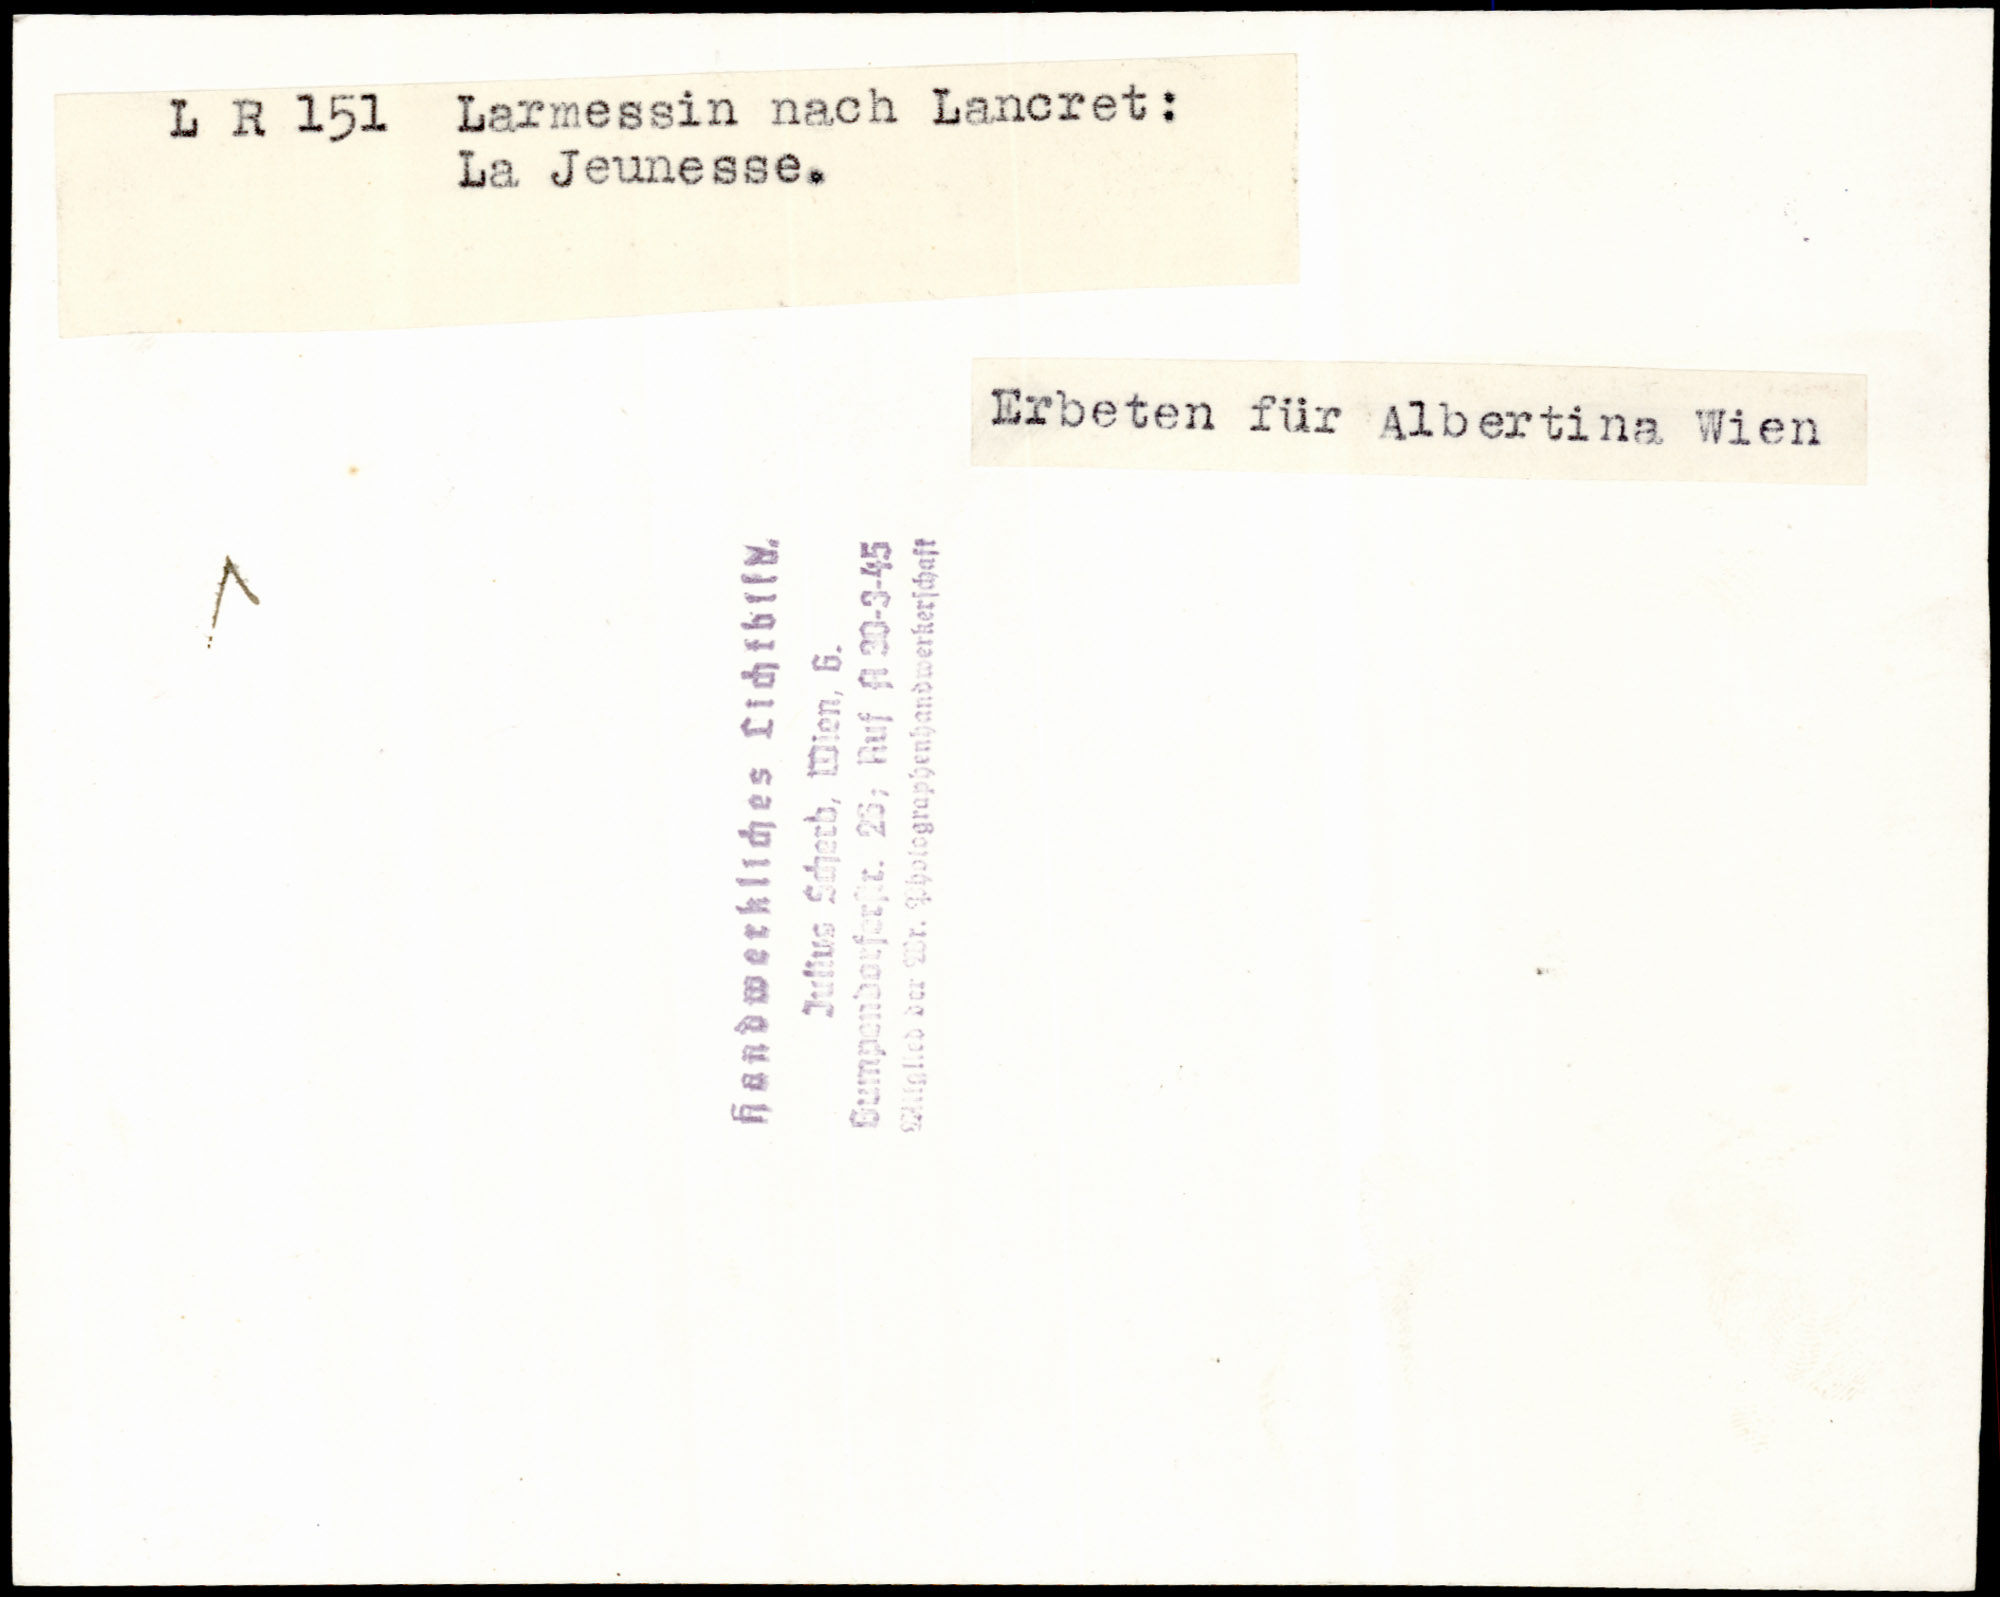 L R 151 Larmessin nach Lancret:
La Jeunesse.
Erbeten für Albertina Wien
Handwerkliches Lichtbild.
Julius Scherb, Wien, 6.
Gumpendorferstr. 26; Ruf A 30-3-45
Mitglied der Wr. Photographenhandwerkerschaft